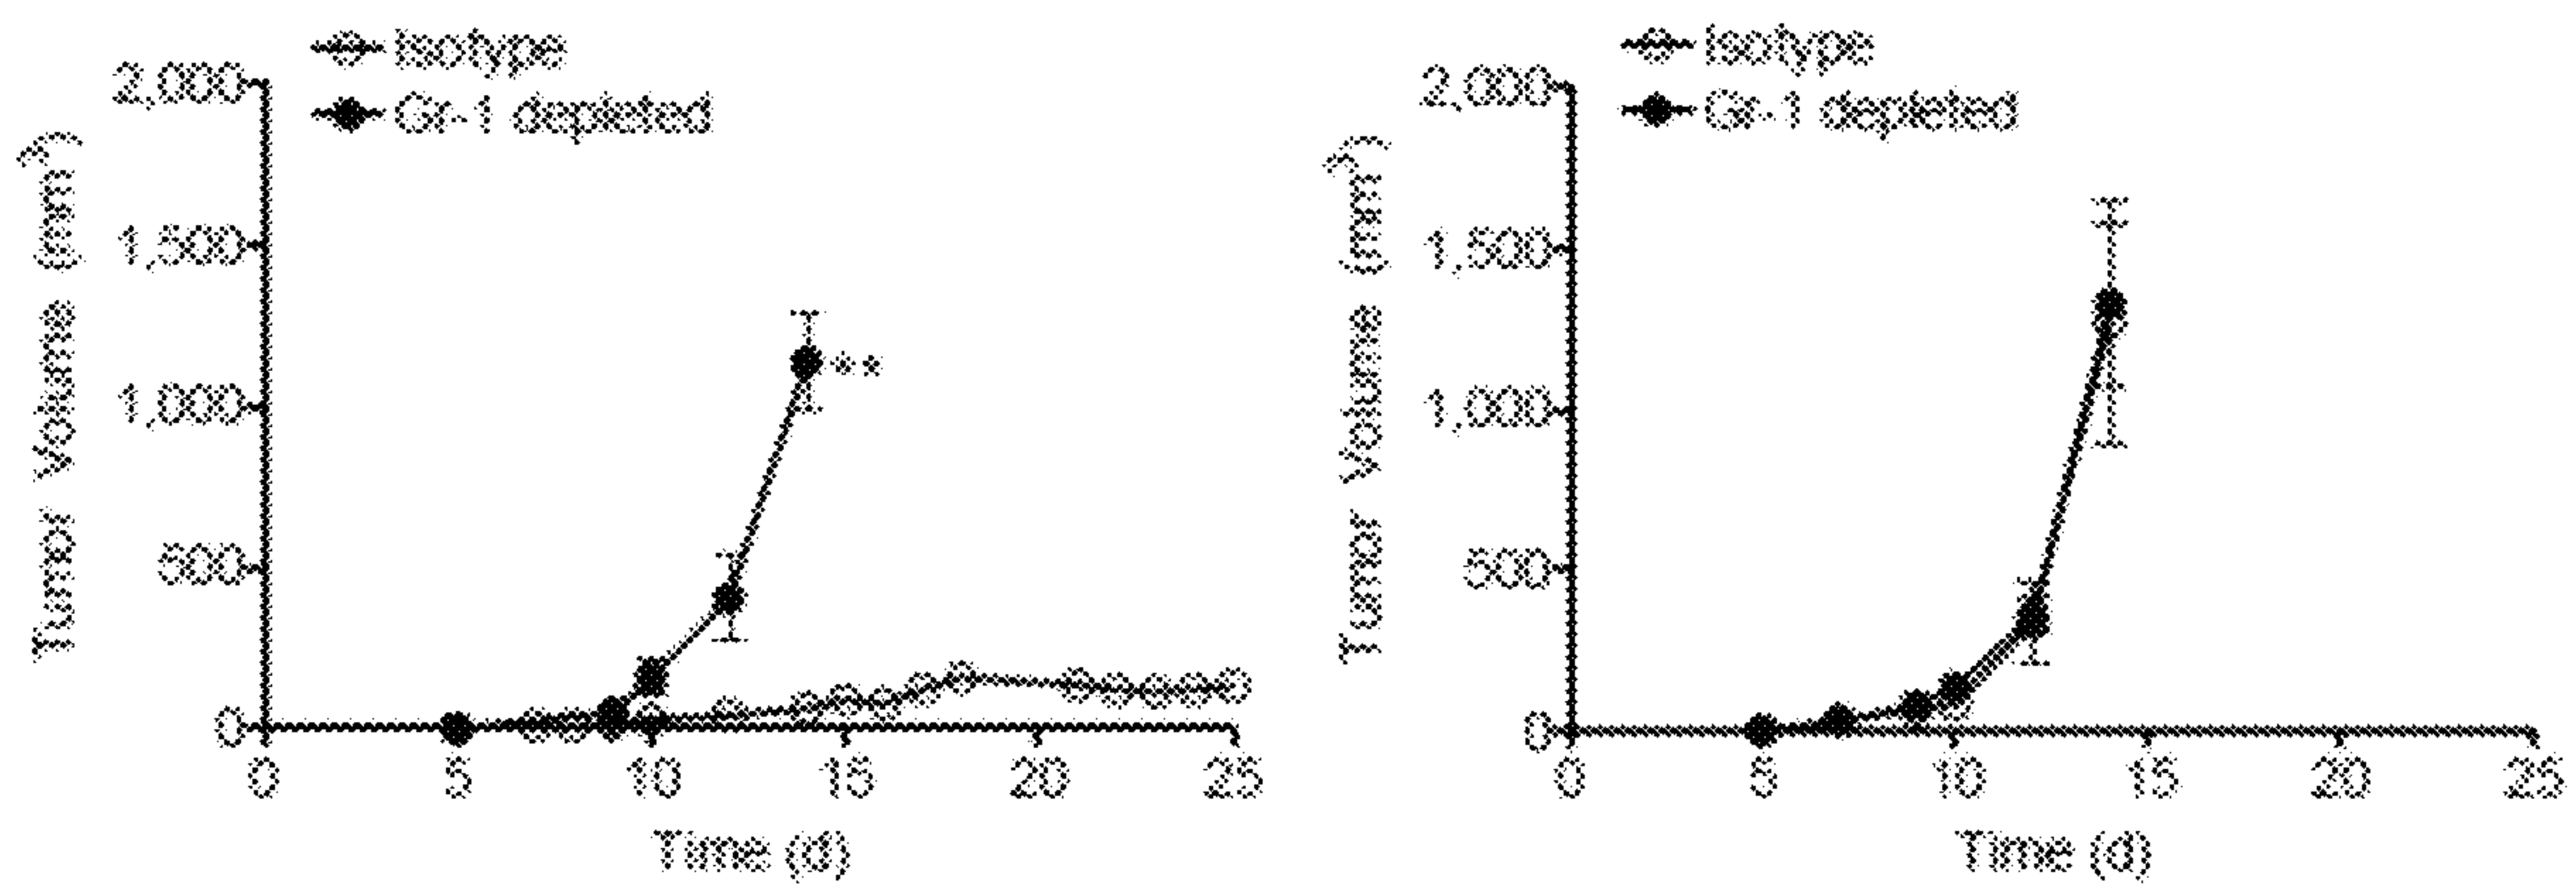 Isotype
Gr-1 depleted
2,000
1,500
1,000
500
0
Tumor Volume (mm3)
0 5 10 15 20 25
Time (d)
**
Isotype
Gr-1 depleted
2,000
1,500
1,000
500
0
Tumor Volume (mm3)
0 5 10 15 20 25
Time (d)